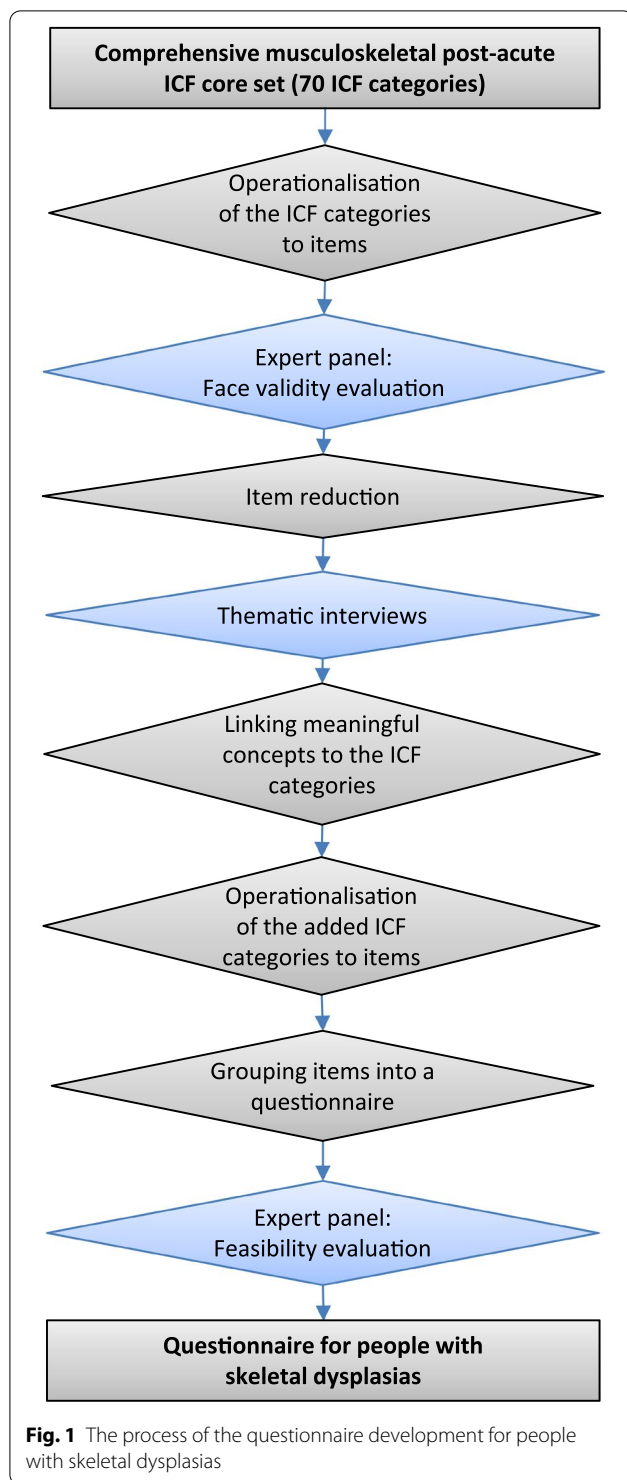 Comprehensive musculoskeletal post-acute
ICF core set (70 ICF categories)
Operationalisation
of the ICF categories
to items
Expert panel:
Face validity evaluation
Item reduction
Thematic interviews
Linking meaningful
concepts to the ICF
categories
Operationalisation
of the added ICF
categories to items
Grouping items into a
questionnaire
Expert panel:
Feasibility evaluation
Questionnaire for people with
skeletal dysplasias
Fig. 1 The process of the questionnaire development for people
with skeletal dysplasias